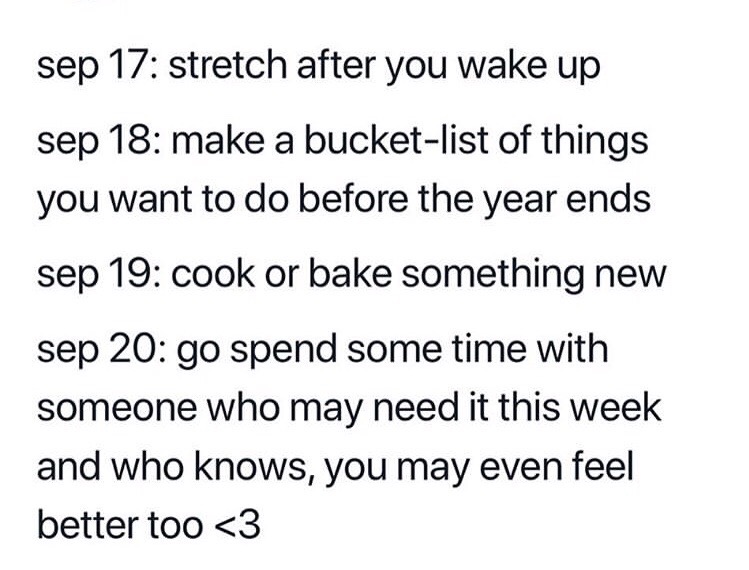 sep 17: stretch after you wake up
sep 18: make a bucket-list of things
you want to do before the year ends
sep 19: cook or bake something new
sep 20: go spend some time with
someone who may need it this week
and who knows, you may even feel
better too <3